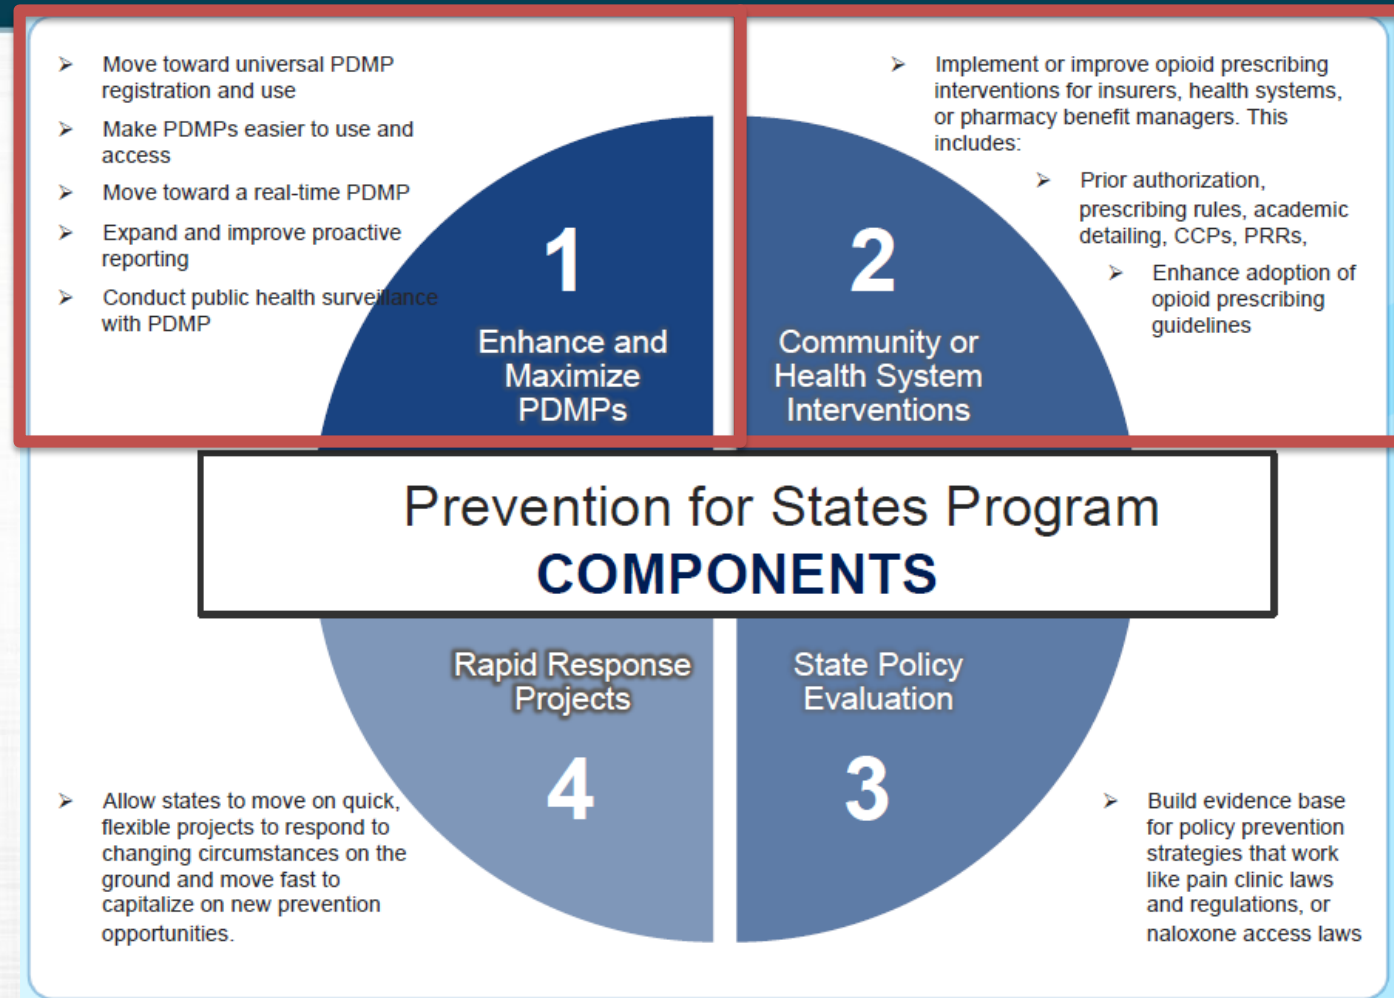 ➢ Move toward universal PDMP
registration and use
➢ Make PDMPs easier to use and
access
➢ Move toward a real-time PDMP
➢ Expand and improve proactive
reporting
➢ Conduct public health surveillance
with PDMP
1
Enhance and
Maximize
PDMPs
➢ Implement or improve opioid prescribing
interventions for insurers, health systems,
or pharmacy benefit managers. This
includes:
➢ Prior authorization,
prescribing rules, academic
detailing, CCPs, PRRs,
➢ Enhance adoption of
opioid prescribing
guidelines
2
Community or
Health System
Interventions
Prevention for States Program
COMPONENTS
Rapid Response
Projects
4
➢ Allow states to move on quick,
flexible projects to respond to
changing circumstances on the
ground and move fast to
capitalize on new prevention
opportunities.
State Policy
Evaluation
3
➢ Build evidence base
for policy prevention
strategies that work
like pain clinic laws
and regulations, or
naloxone access laws